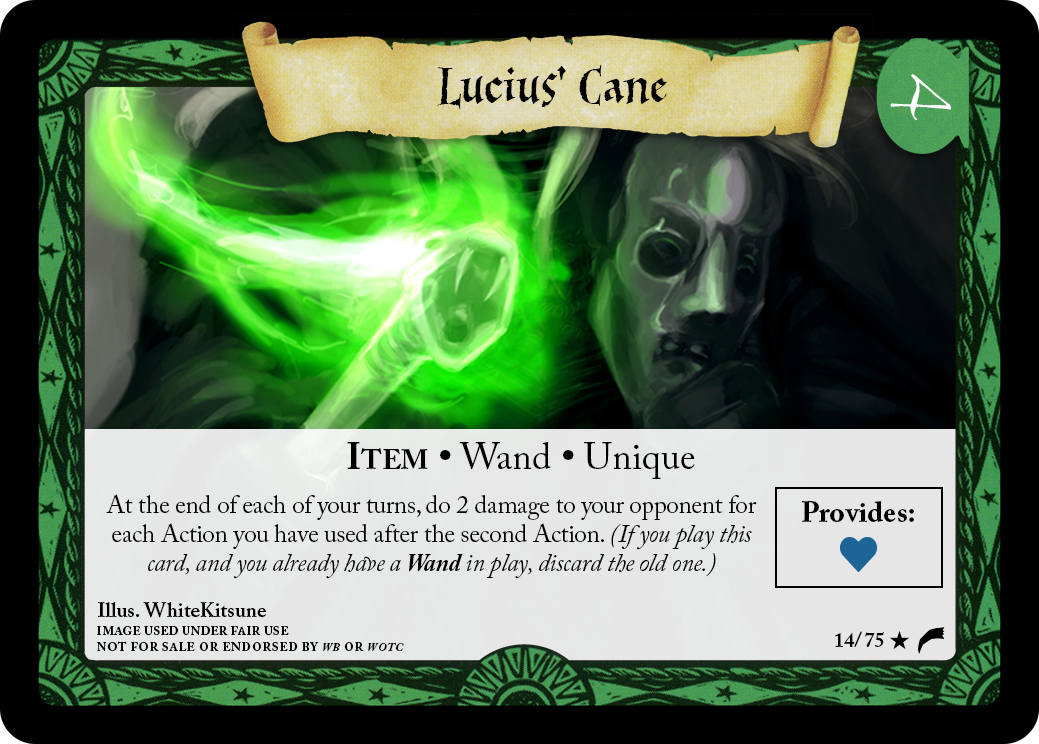 Lucius' Cane
4
ITEM • Wand • Unique
At the end of each of your turns, do 2 damage to your opponent for
each Action you have used after the second Action. (If you play this
card, and you already have a Wand in play, discard the old one.)
Provides:
Illus. WhiteKitsune
IMAGE USED UNDER FAIR USE
NOT FOR SALE OR ENDORSED BY WB OR WOTC
14/75 ★